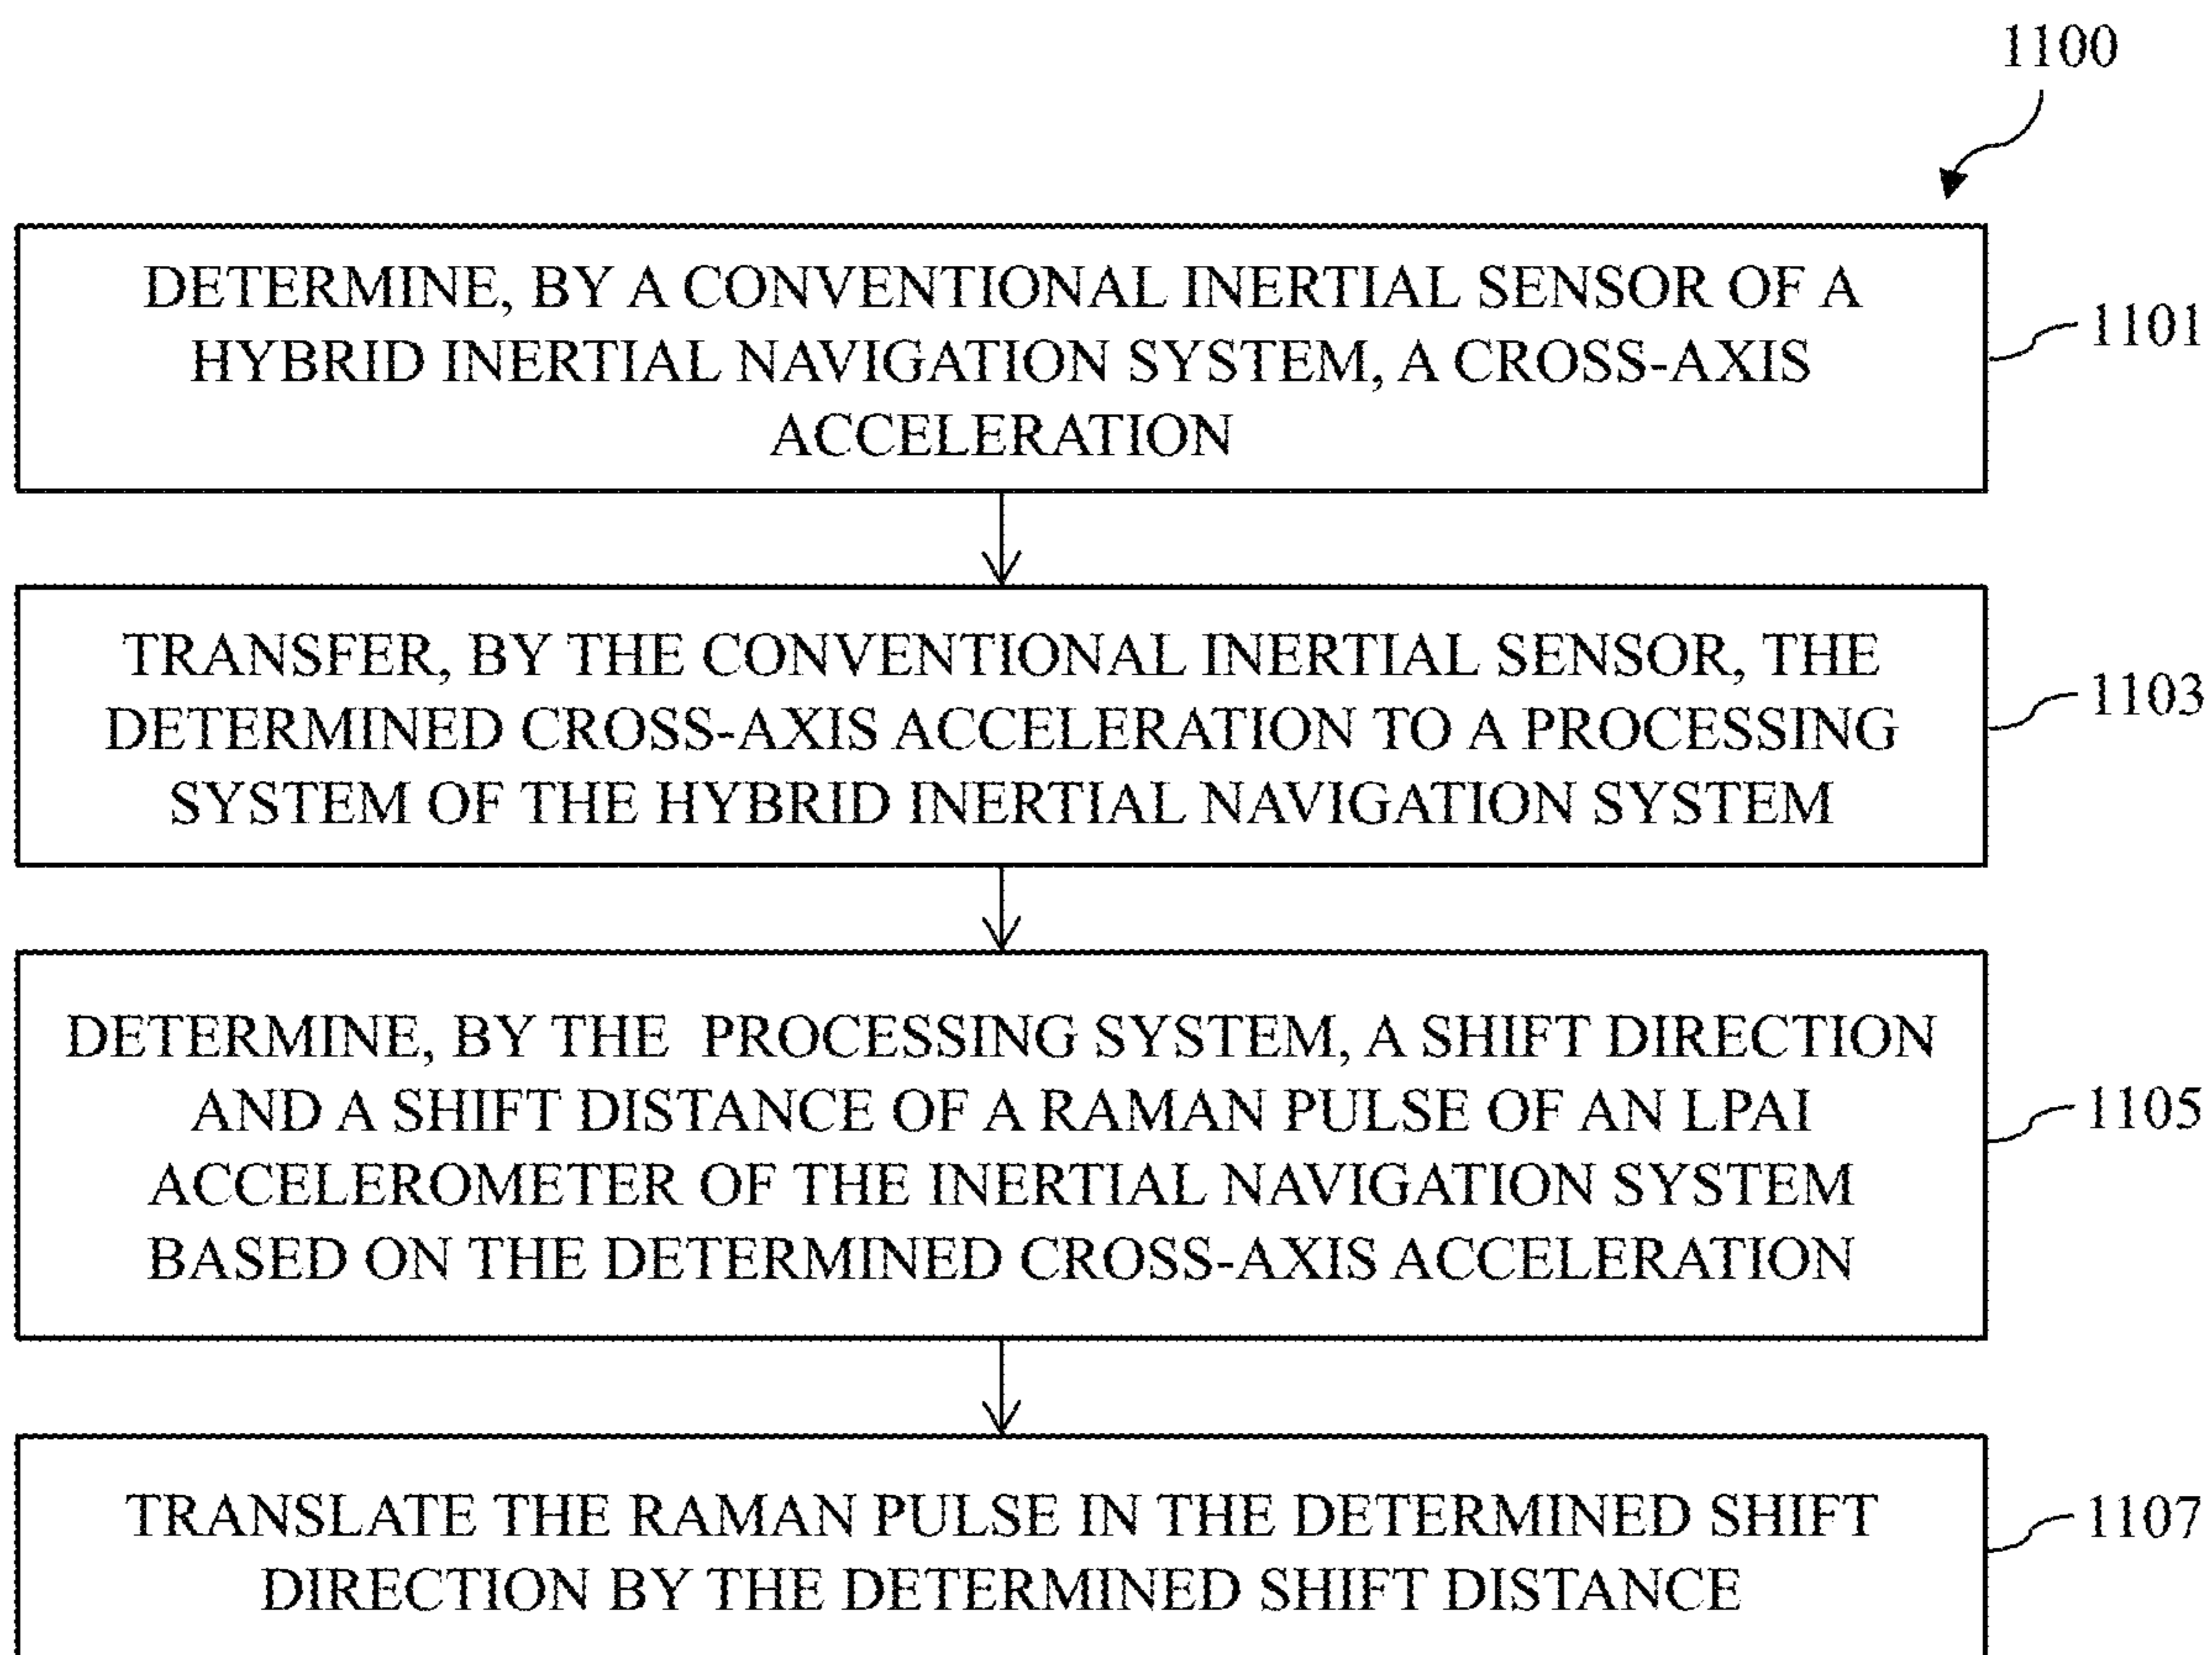 1100
DETERMINE, BY A CONVENTIONAL INERTIAL SENSOR OF A
HYBRID INERTIAL NAVIGATION SYSTEM, A CROSS-AXIS
ACCELERATION
1101
TRANSFER, BY THE CONVENTIONAL INERTIAL SENSOR, THE
DETERMINED CROSS-AXIS ACCELERATION TO A PROCESSING
SYSTEM OF THE HYBRID INERTIAL NAVIGATION SYSTEM
1103
DETERMINE, BY THE PROCESSING SYSTEM, A SHIFT DIRECTION
AND A SHIFT DISTANCE OF A RAMAN PULSE OF AN LPAI
ACCELEROMETER OF THE INERTIAL NAVIGATION SYSTEM
BASED ON THE DETERMINED CROSS-AXIS ACCELERATION
1105
TRANSLATE THE RAMAN PULSE IN THE DETERMINED SHIFT
DIRECTION BY THE DETERMINED SHIFT DISTANCE
1107